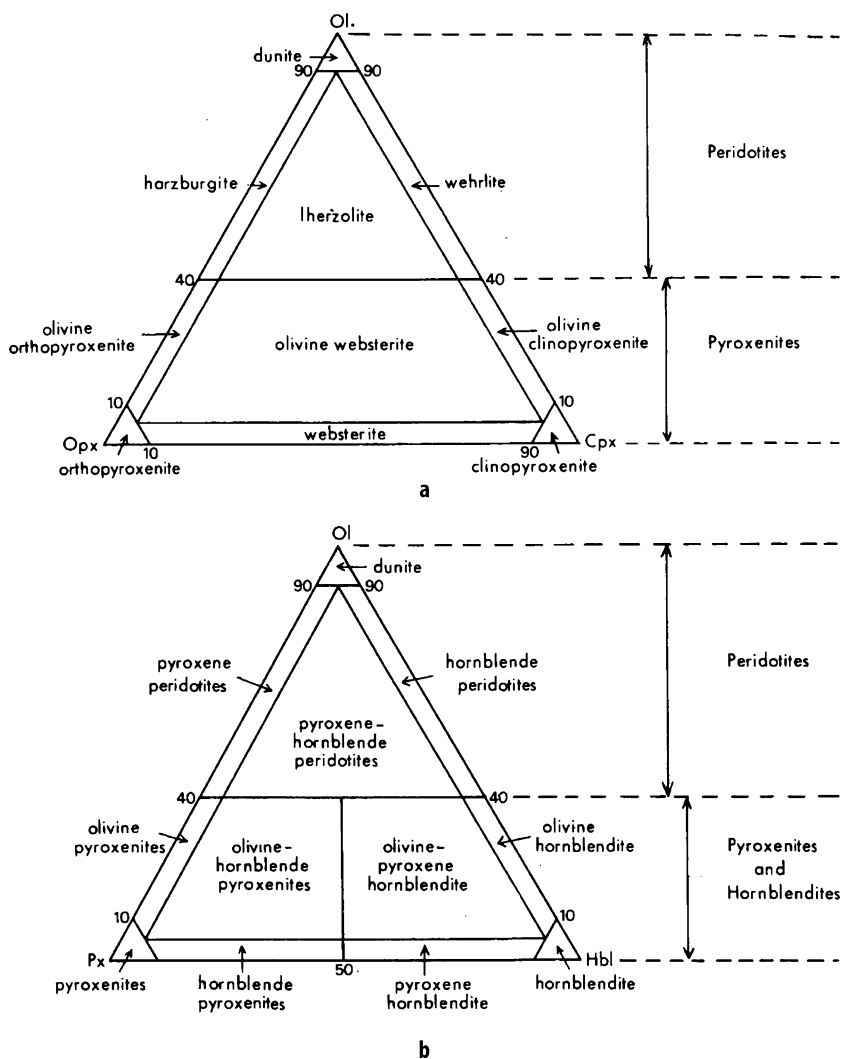 Ol.
dunite
90
90
Peridotites
harzburgite
wehrlite
lherzolite
40
40
olivine
orthopyroxenite
olivine websterite
olivine
clinopyroxenite
Pyroxenites
10
10
Opx
websterite
Cpx
10
90
orthopyroxenite
clinopyroxenite
a
Ol
dunite
90
90
pyroxene
peridotites
hornblende
peridotites
Peridotites
pyroxene–
hornblende
peridotites
40
40
olivine
pyroxenites
olivine–
hornblende
pyroxenites
olivine–
pyroxene
hornblendite
olivine
hornblendite
Pyroxenites
and
Hornblendites
10
10
Px
Hbl
50
pyroxenites
hornblende
pyroxenites
pyroxene
hornblendite
hornblendite
b